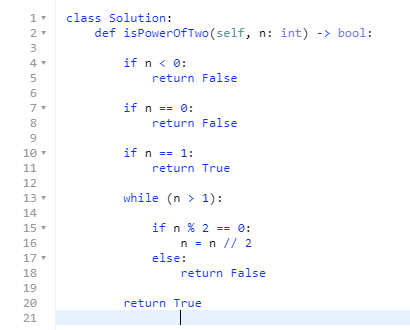 1 class Solution:
2     def isPowerOfTwo(self, n: int) -> bool:
3
4         if n < 0:
5             return False
6
7         if n == 0:
8             return False
9
10         if n == 1:
11             return True
12
13         while (n > 1):
14
15             if n % 2 == 0:
16                 n = n // 2
17             else:
18                 return False
19
20         return True
21